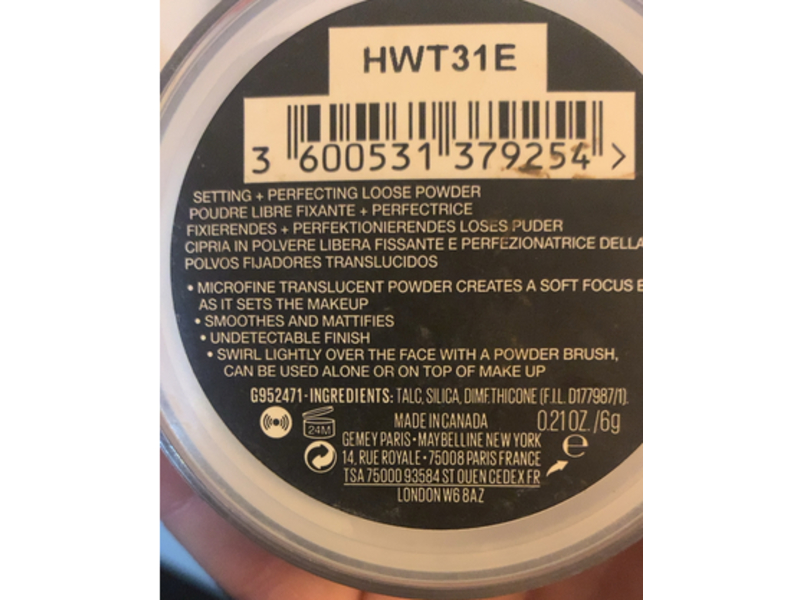 HWT31E
3 600531 379254 >
SETTING + PERFECTING LOOSE POWDER
POUDRE LIBRE FIXANTE + PERFECTRICE
FIXIERENDES + PERFEKTIONIERENDES LOSES PUDER
CIPRIA IN POLVERE LIBERA FISSANTE E PERFEZIONATRICE DELLA
POLVOS FIJADORES TRANSLUCIDOS
• MICROFINE TRANSLUCENT POWDER CREATES A SOFT FOCUS
AS IT SETS THE MAKEUP
• SMOOTHES AND MATTIFIES
• UNDETECTABLE FINISH
• SWIRL LIGHTLY OVER THE FACE WITH A POWDER BRUSH,
CAN BE USED ALONE OR ON TOP OF MAKE UP
G952471 - INGREDIENTS: TALC, SILICA, DIMETHICONE (F.I.L. D177987/1).
24M
MADE IN CANADA 0.21 OZ. /6g
GEMEY PARIS • MAYBELLINE NEW YORK e
14, RUE ROYALE • 75008 PARIS FRANCE
TSA 75000 93584 ST OUEN CEDEX FR
LONDON W6 8AZ